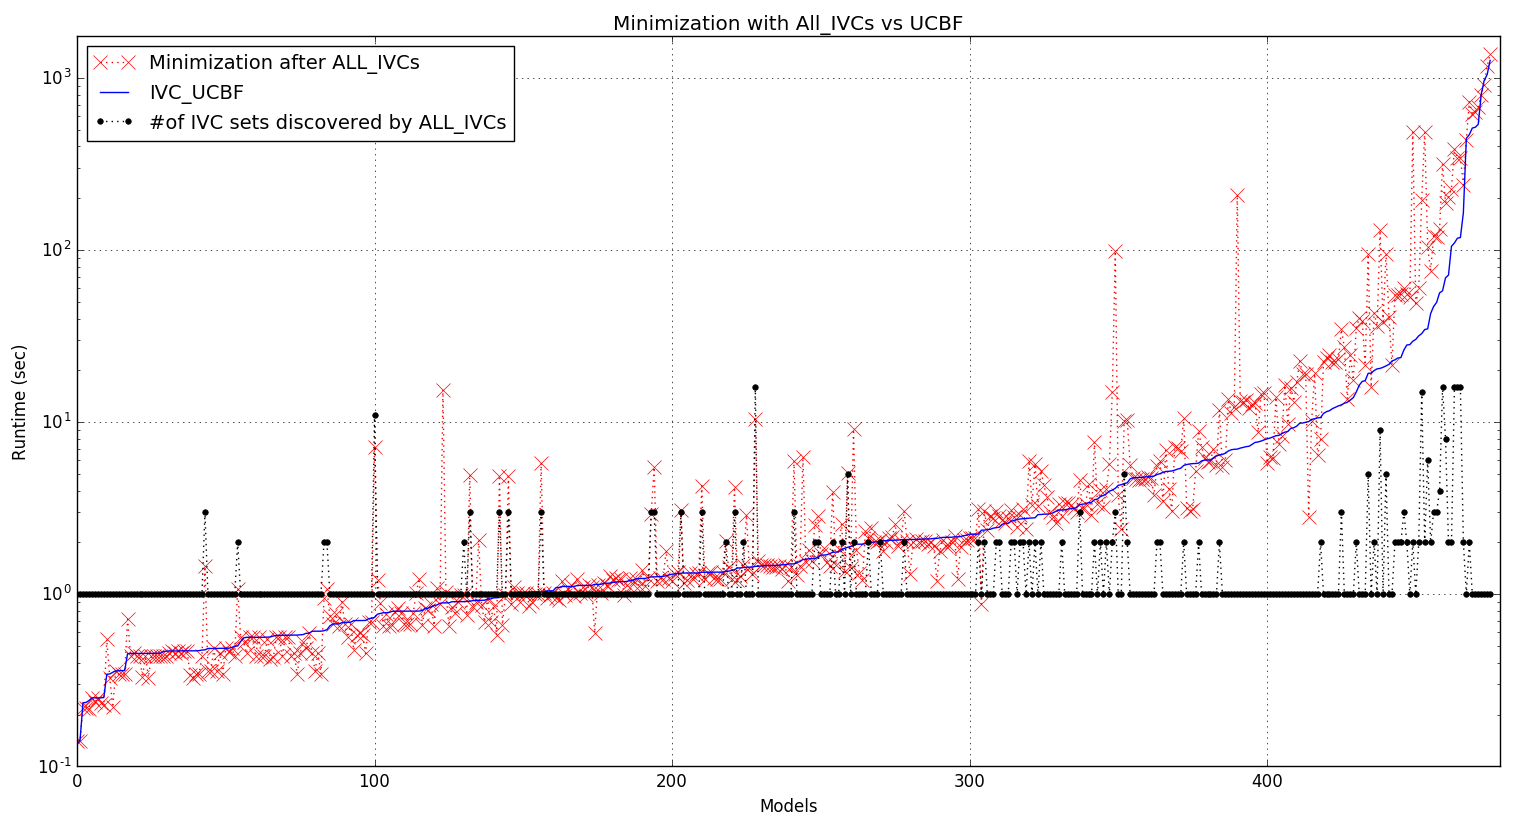 Minimization with All_IVCs vs UCBF
Minimization after ALL_IVCs
IVC_UCBF
#of IVC sets discovered by ALL_IVCs
Runtime (sec)
10^3
10^2
10^1
10^0
10^-1
0 100 200 300 400
Models